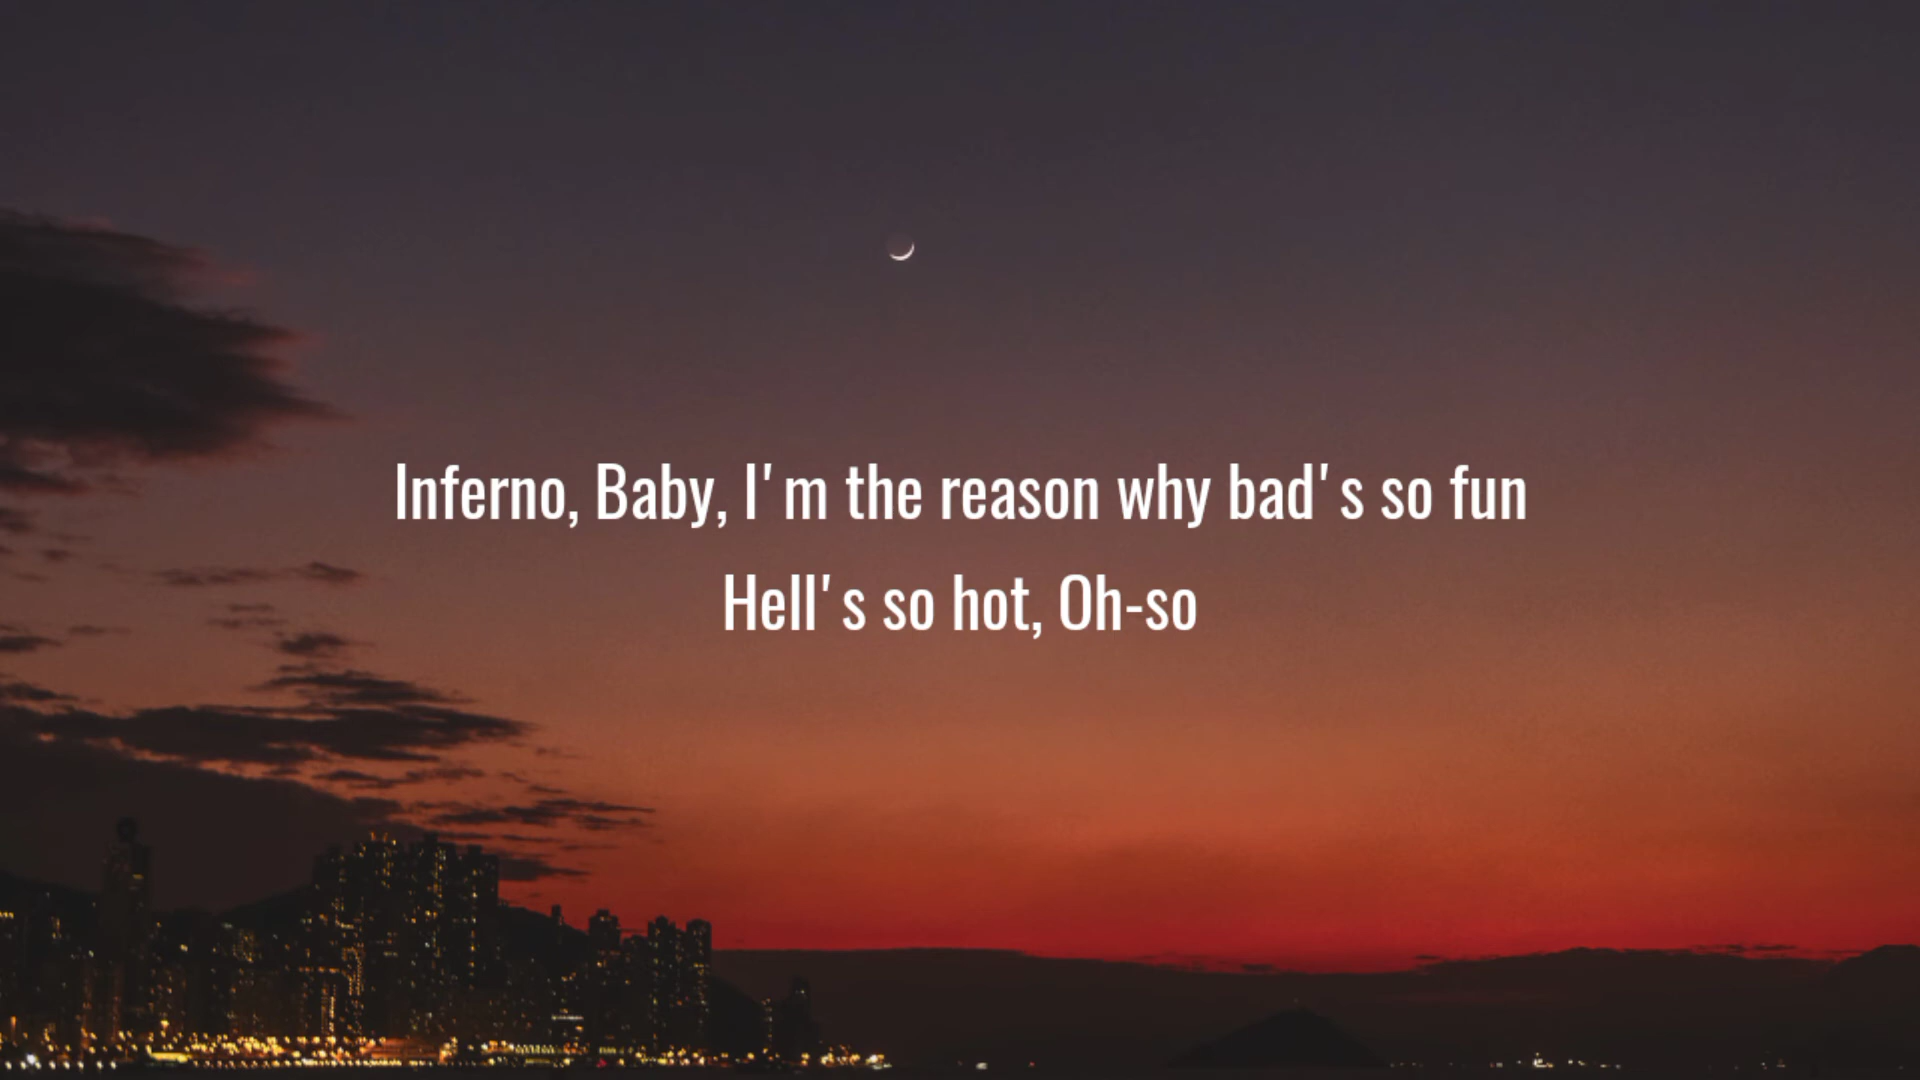 Inferno, Baby, I'm the reason why bad's so fun
Hell's so hot, Oh-so